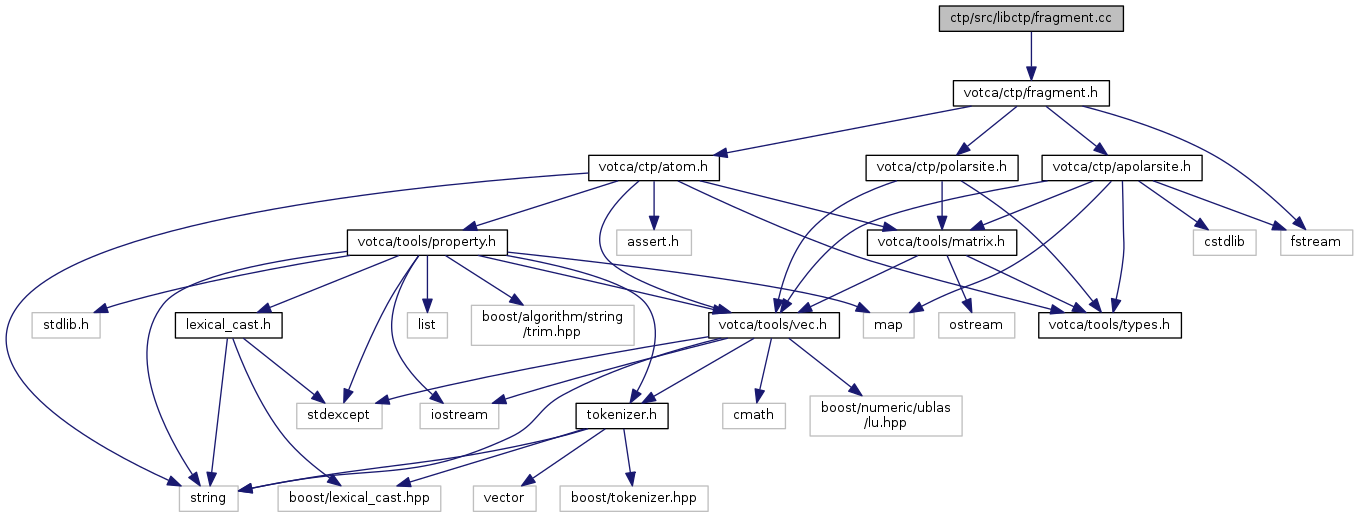 ctp/src/libctp/fragment.cc
votca/ctp/fragment.h
votca/ctp/atom.h
votca/ctp/polarsite.h
votca/ctp/apolarsite.h
votca/tools/property.h
assert.h
votca/tools/matrix.h
cstdlib
fstream
stdlib.h
lexical_cast.h
list
boost/algorithm/string
/trim.hpp
votca/tools/vec.h
map
ostream
votca/tools/types.h
stdexcept
iostream
tokenizer.h
cmath
boost/numeric/ublas
/lu.hpp
string
boost/lexical_cast.hpp
vector
boost/tokenizer.hpp